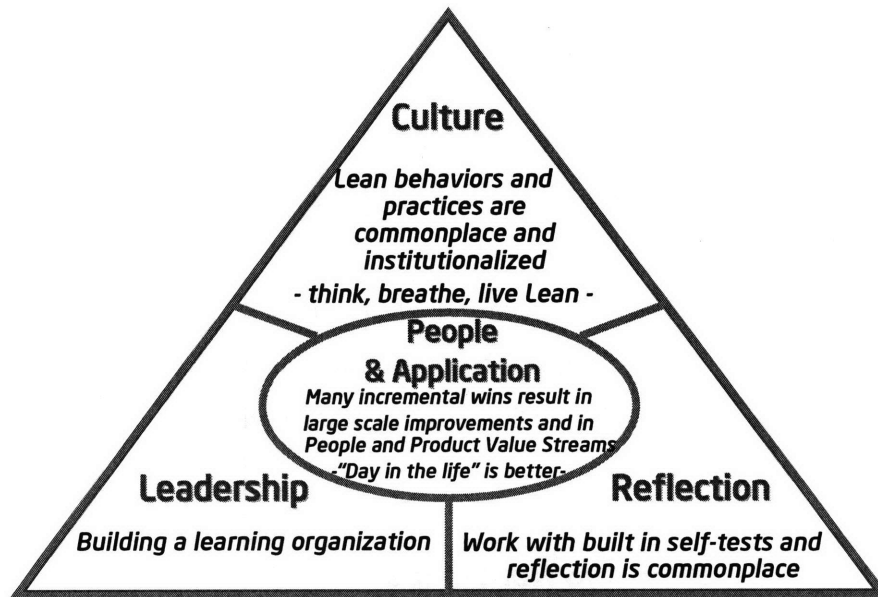 Culture
Lean behaviors and
practices are
commonplace and
institutionalized
- think, breathe, live Lean -
People
& Application
Many incremental wins result in
large scale improvements and in
People and Product Value Streams
-“Day in the life” is better-
Leadership
Building a learning organization
Reflection
Work with built in self-tests and
reflection is commonplace